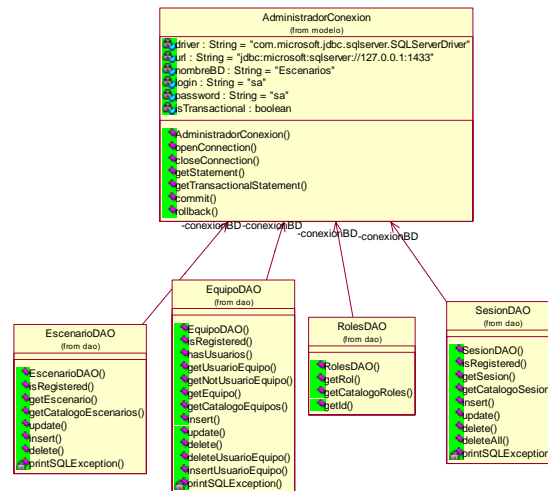 AdministradorConexion
(from modelo)
driver : String = "com.microsoft.jdbc.sqlserver.SQLServerDriver"
url : String = "jdbc:microsoft:sqlserver://127.0.0.1:1433"
nombreBD : String = "Escenarios"
login : String = "sa"
password : String = "sa"
isTransactional : boolean
AdministradorConexion()
openConnection()
closeConnection()
getStatement()
getTransactionalStatement()
commit()
rollback()
-conexionBD
-conexionBD
-conexionBD
-conexionBD
EscenarioDAO
(from dao)
EscenarioDAO()
isRegistered()
getEscenario()
getCatalogoEscenarios()
update()
insert()
delete()
printSQLException()
EquipoDAO
(from dao)
EquipoDAO()
isRegistered()
hasUsuarios()
getUsuarioEquipo()
getNotUsuarioEquipo()
getEquipo()
getCatalogoEquipos()
insert()
update()
delete()
deleteUsuarioEquipo()
insertUsuarioEquipo()
printSQLException()
RolesDAO
(from dao)
RolesDAO()
getRol()
getCatalogoRoles()
getId()
SesionDAO
(from dao)
SesionDAO()
isRegistered()
getSesion()
getCatalogoSesion
insert()
update()
delete()
deleteAll()
printSQLException